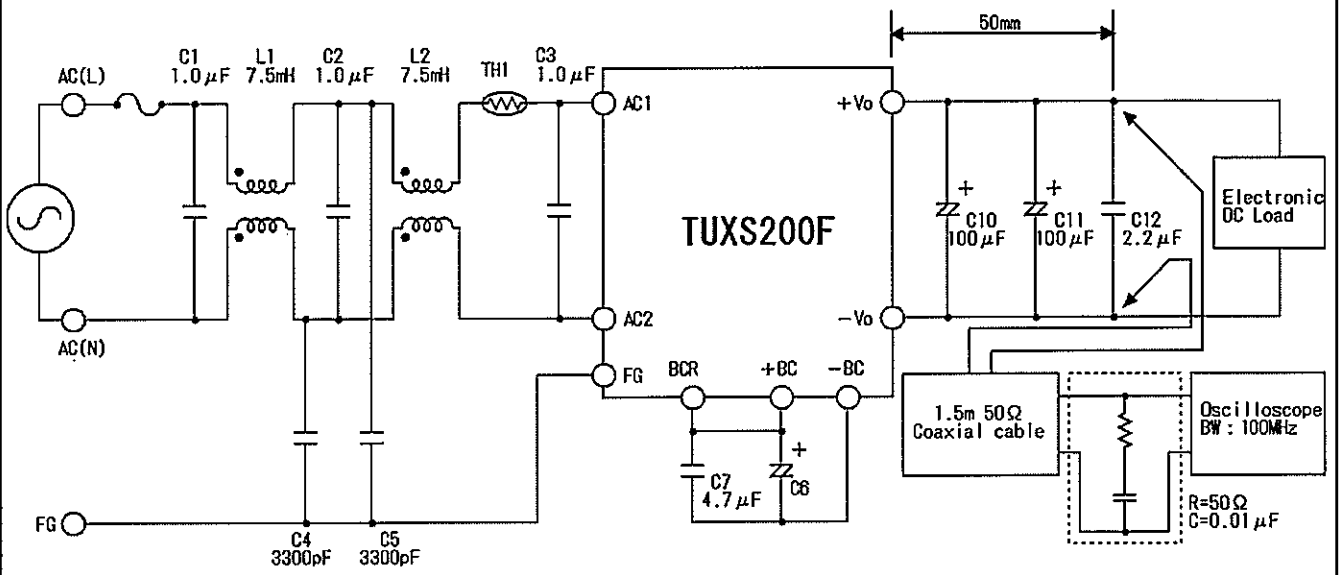 50mm
C1
1.0μF
L1
7.5mH
C2
1.0μF
L2
7.5mH
TH1
C3
1.0μF
AC(L)
AC(N)
AC1
AC2
FG
+Vo
-Vo
TUXS200F
BCR
+BC
-BC
+
C10
100μF
+
C11
100μF
C12
2.2μF
Electronic
DC Load
C7
4.7μF
+
C6
1.5m 50Ω
Coaxial cable
Oscilloscope
BW : 100MHz
R=50Ω
C=0.01μF
FG
C4
3300pF
C5
3300pF